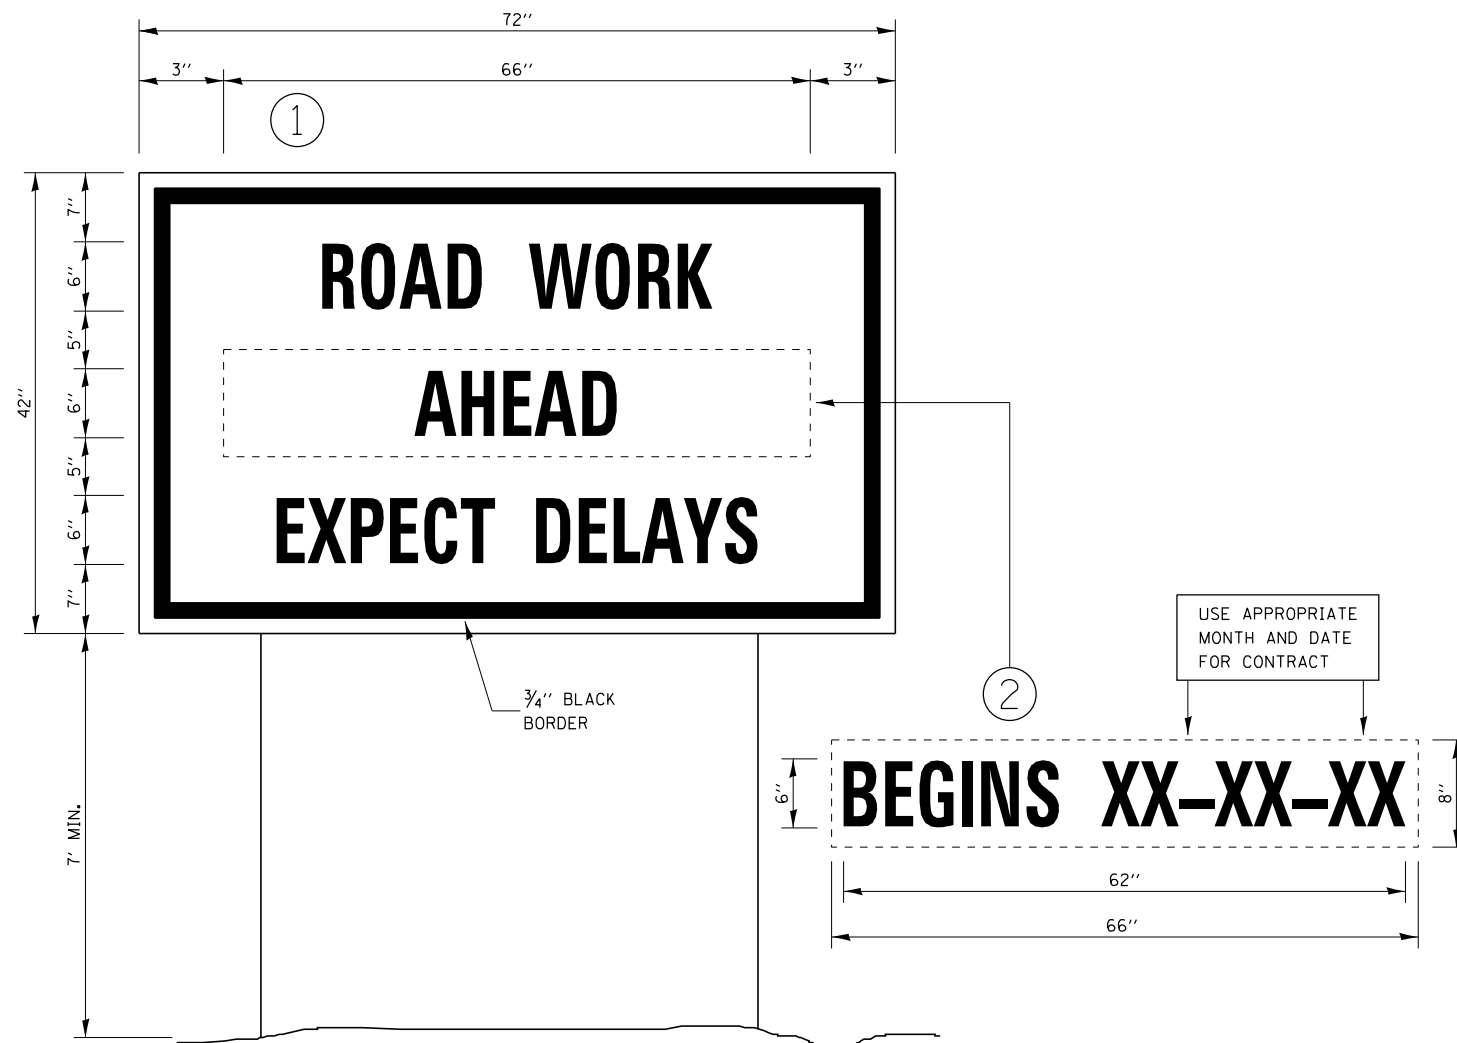 72''
3'' 66'' 3''
1
7''
6''
5''
6''
5''
6''
7''
42''
7' MIN.
ROAD WORK
AHEAD
EXPECT DELAYS
3/4'' BLACK
BORDER
2
USE APPROPRIATE
MONTH AND DATE
FOR CONTRACT
6''
BEGINS XX-XX-XX
8''
62''
66''